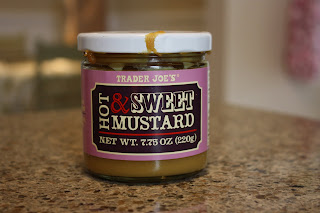 TRADER JOE'S®
HOT & SWEET
MUSTARD
NET WT. 7.75 OZ (220g)